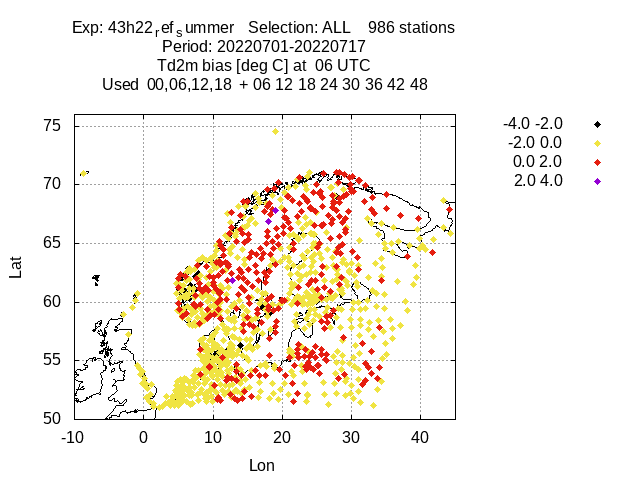 Exp: 43h22_ref_summer   Selection: ALL    986 stations
Period: 20220701-20220717
Td2m bias [deg C] at  06 UTC
Used  00,06,12,18  + 06 12 18 24 30 36 42 48
-4.0 -2.0
-2.0 0.0
0.0 2.0
2.0 4.0
75
70
65
60
55
50
Lat
-10 0 10 20 30 40
Lon